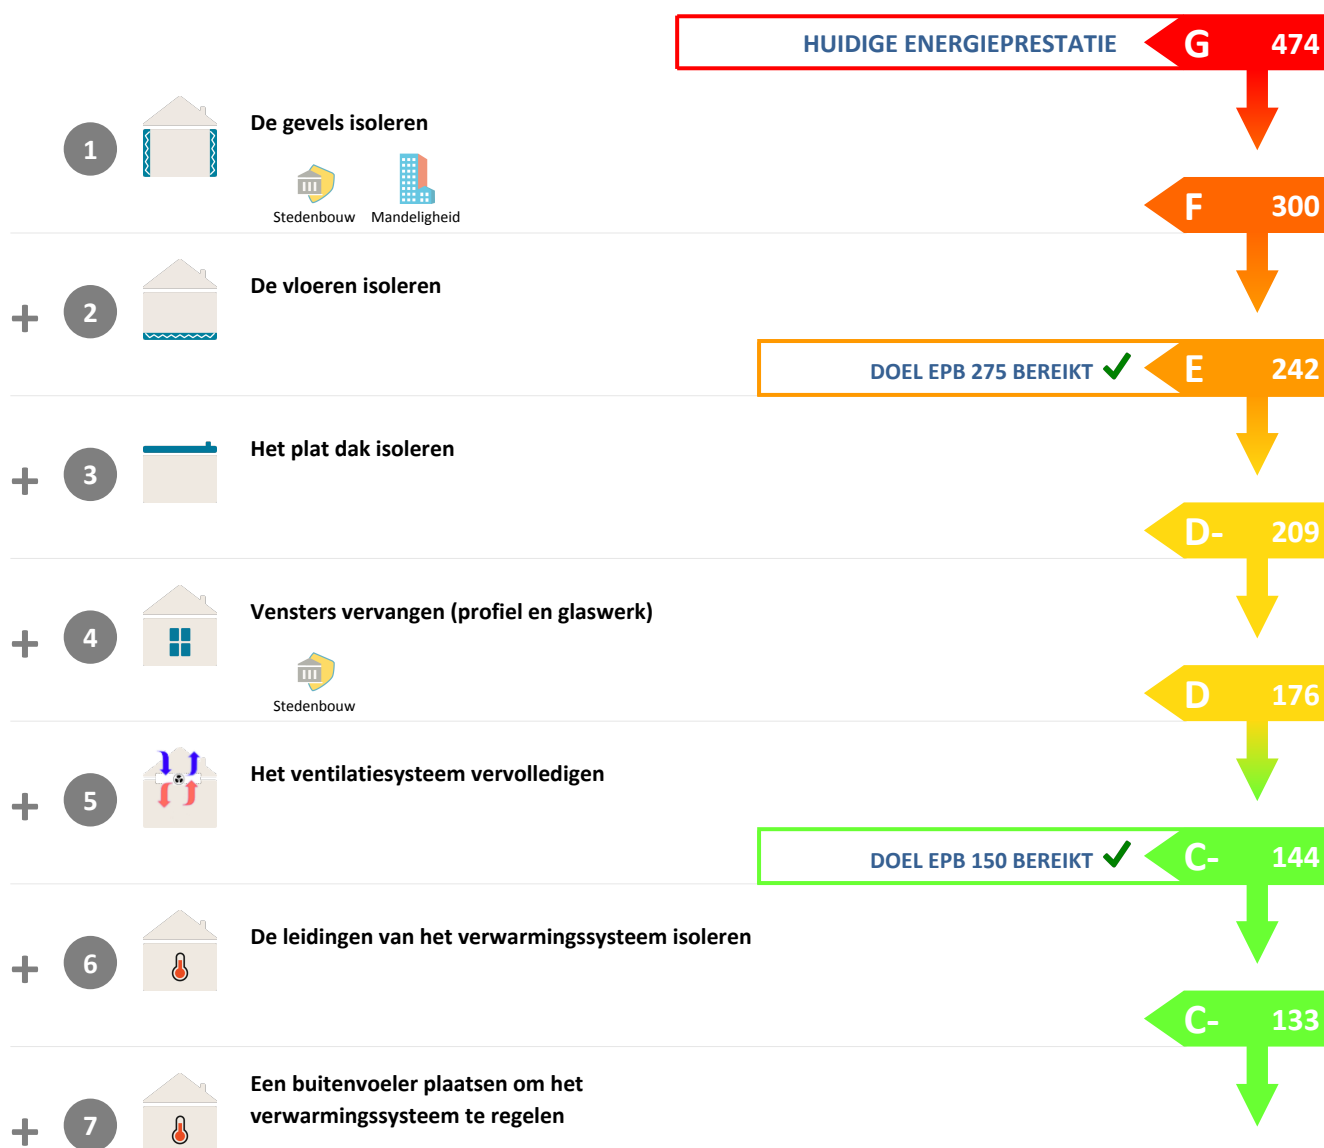 HUIDIGE ENERGIEPRESTATIE G 474
1 De gevels isoleren
Stedenbouw Mandeligheid
F 300
+ 2 De vloeren isoleren
DOEL EPB 275 BEREIKT ✓ E 242
+ 3 Het plat dak isoleren
D- 209
+ 4 Vensters vervangen (profiel en glaswerk)
Stedenbouw
D 176
+ 5 Het ventilatiesysteem vervolledigen
DOEL EPB 150 BEREIKT ✓ C- 144
+ 6 De leidingen van het verwarmingssysteem isoleren
C- 133
+ 7 Een buitenvoeler plaatsen om het
verwarmingssysteem te regelen